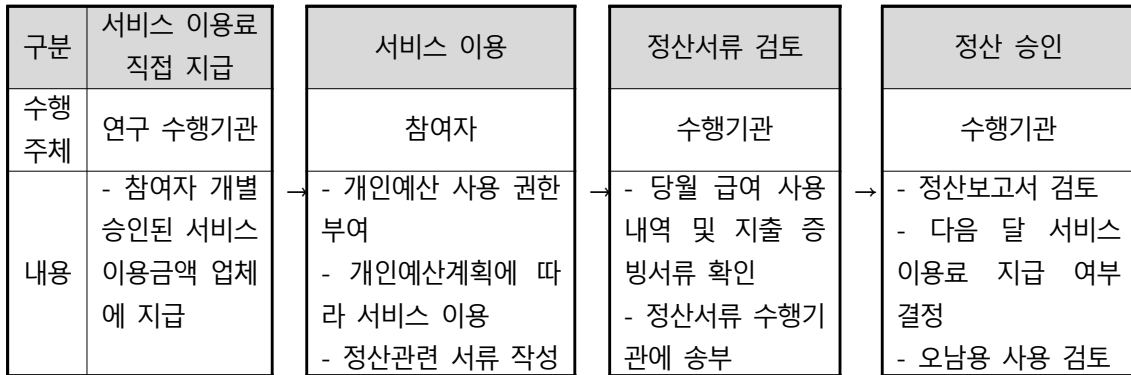 구분
서비스 이용료
직접 지급
서비스 이용
정산서류 검토
정산 승인
수행
주체
연구 수행기관
참여자
수행기관
수행기관
내용
- 참여자 개별
승인된 서비스
이용금액 업체
에 지급
→
- 개인예산 사용 권한
부여
- 개인예산계획에 따
라 서비스 이용
- 정산관련 서류 작성
→
- 당월 급여 사용
내역 및 지출 증
빙서류 확인
- 정산서류 수행기
관에 송부
→
- 정산보고서 검토
- 다음 달 서비스
이용료 지급 여부
결정
- 오남용 사용 검토